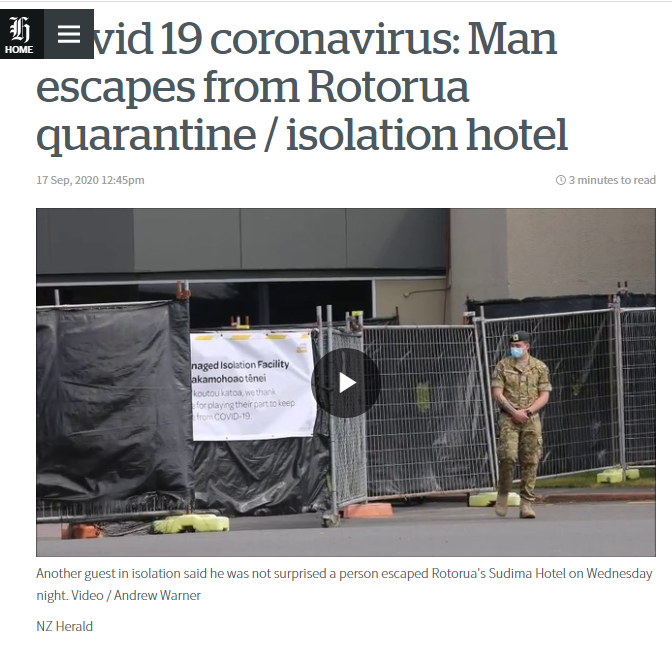 HOME
vid 19 coronavirus: Man
escapes from Rotorua
quarantine / isolation hotel
17 Sep, 2020 12:45pm
3 minutes to read
naged Isolation Facility
akamohoao tēnei
koutou katoa, we thank
for playing their part to keep
from COVID-19
Another guest in isolation said he was not surprised a person escaped Rotorua's Sudima Hotel on Wednesday
night. Video / Andrew Warner
NZ Herald